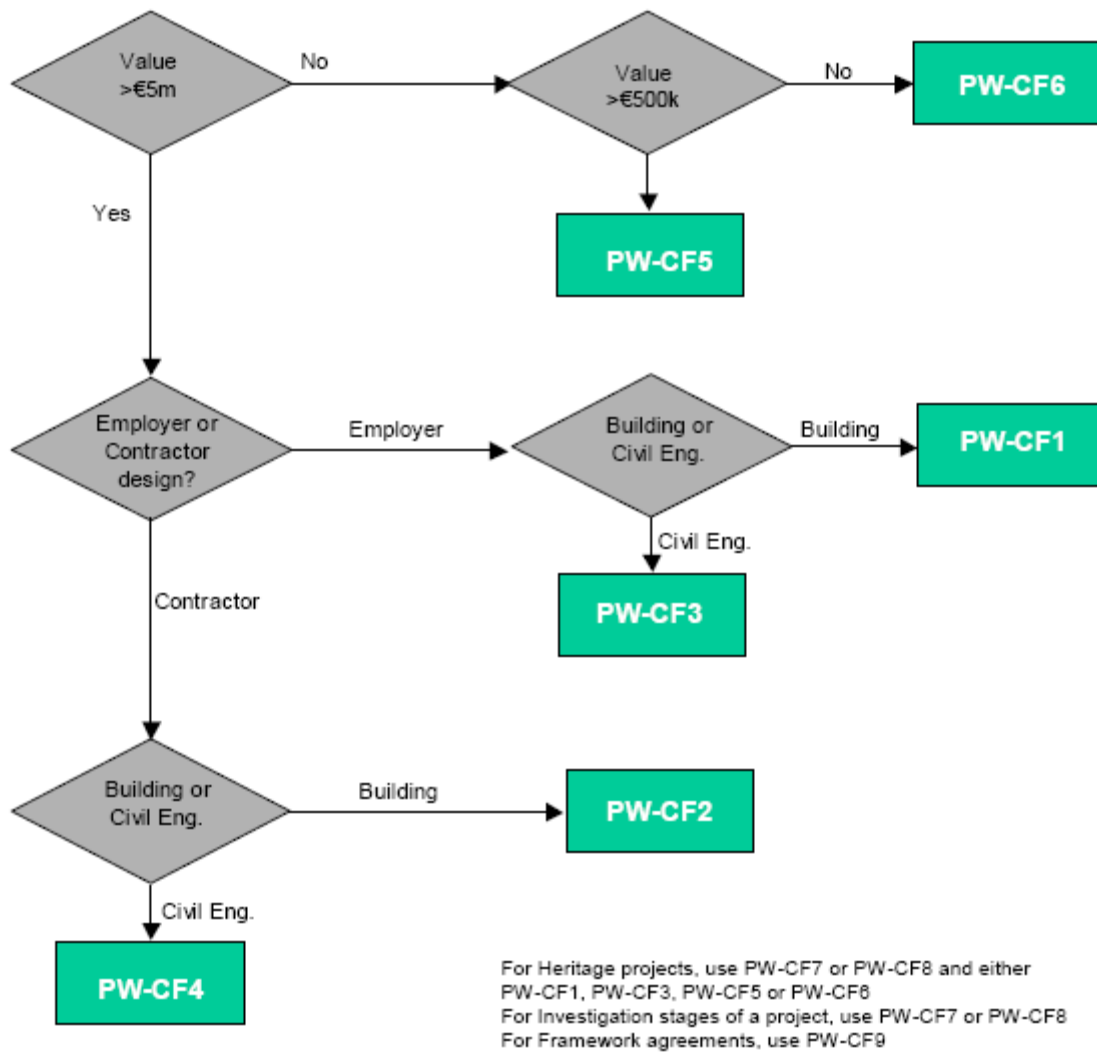 Value
>€5m
No
Value
>€500k
No
PW-CF6
Yes
PW-CF5
Employer or
Contractor
design?
Employer
Building or
Civil Eng.
Building
PW-CF1
Civil Eng.
PW-CF3
Contractor
Building or
Civil Eng.
Building
PW-CF2
Civil Eng.
PW-CF4
For Heritage projects, use PW-CF7 or PW-CF8 and either
PW-CF1, PW-CF3, PW-CF5 or PW-CF6
For Investigation stages of a project, use PW-CF7 or PW-CF8
For Framework agreements, use PW-CF9